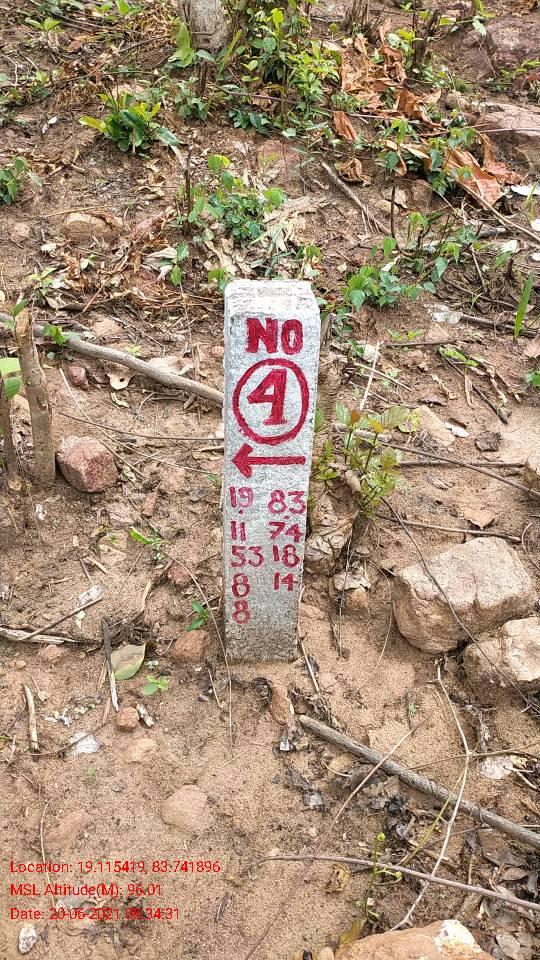 NO
4
←
19. 83.
11 74
53 18
8 14
8
Location: 19.115419, 83.741896
MSL Altitude(M): 96.01
Date: 20-06-2021 06:34:31